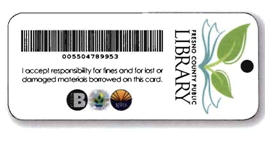 005504789953
I accept responsibility for fines and for lost or
damaged materials borrowed on this card.
B
FRESNO COUNTY PUBLIC
LIBRARY